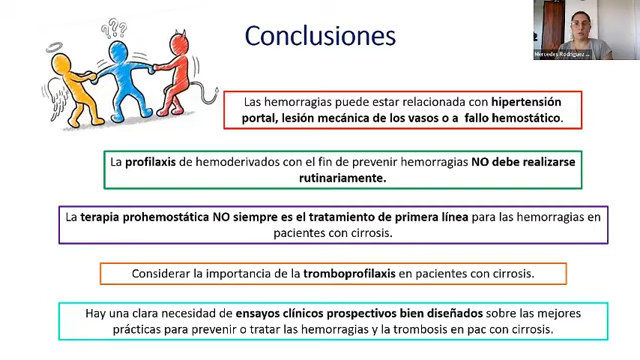 ???
Conclusiones
Mercedes Rodriguez ...
Las hemorragias puede estar relacionada con hipertensión
portal, lesión mecánica de los vasos o a fallo hemostático.
La profilaxis de hemoderivados con el fin de prevenir hemorragias NO debe realizarse
rutinariamente.
La terapia prohemostática NO siempre es el tratamiento de primera línea para las hemorragias en
pacientes con cirrosis.
Considerar la importancia de la tromboprofilaxis en pacientes con cirrosis.
Hay una clara necesidad de ensayos clínicos prospectivos bien diseñados sobre las mejores
prácticas para prevenir o tratar las hemorragias y la trombosis en pac con cirrosis.